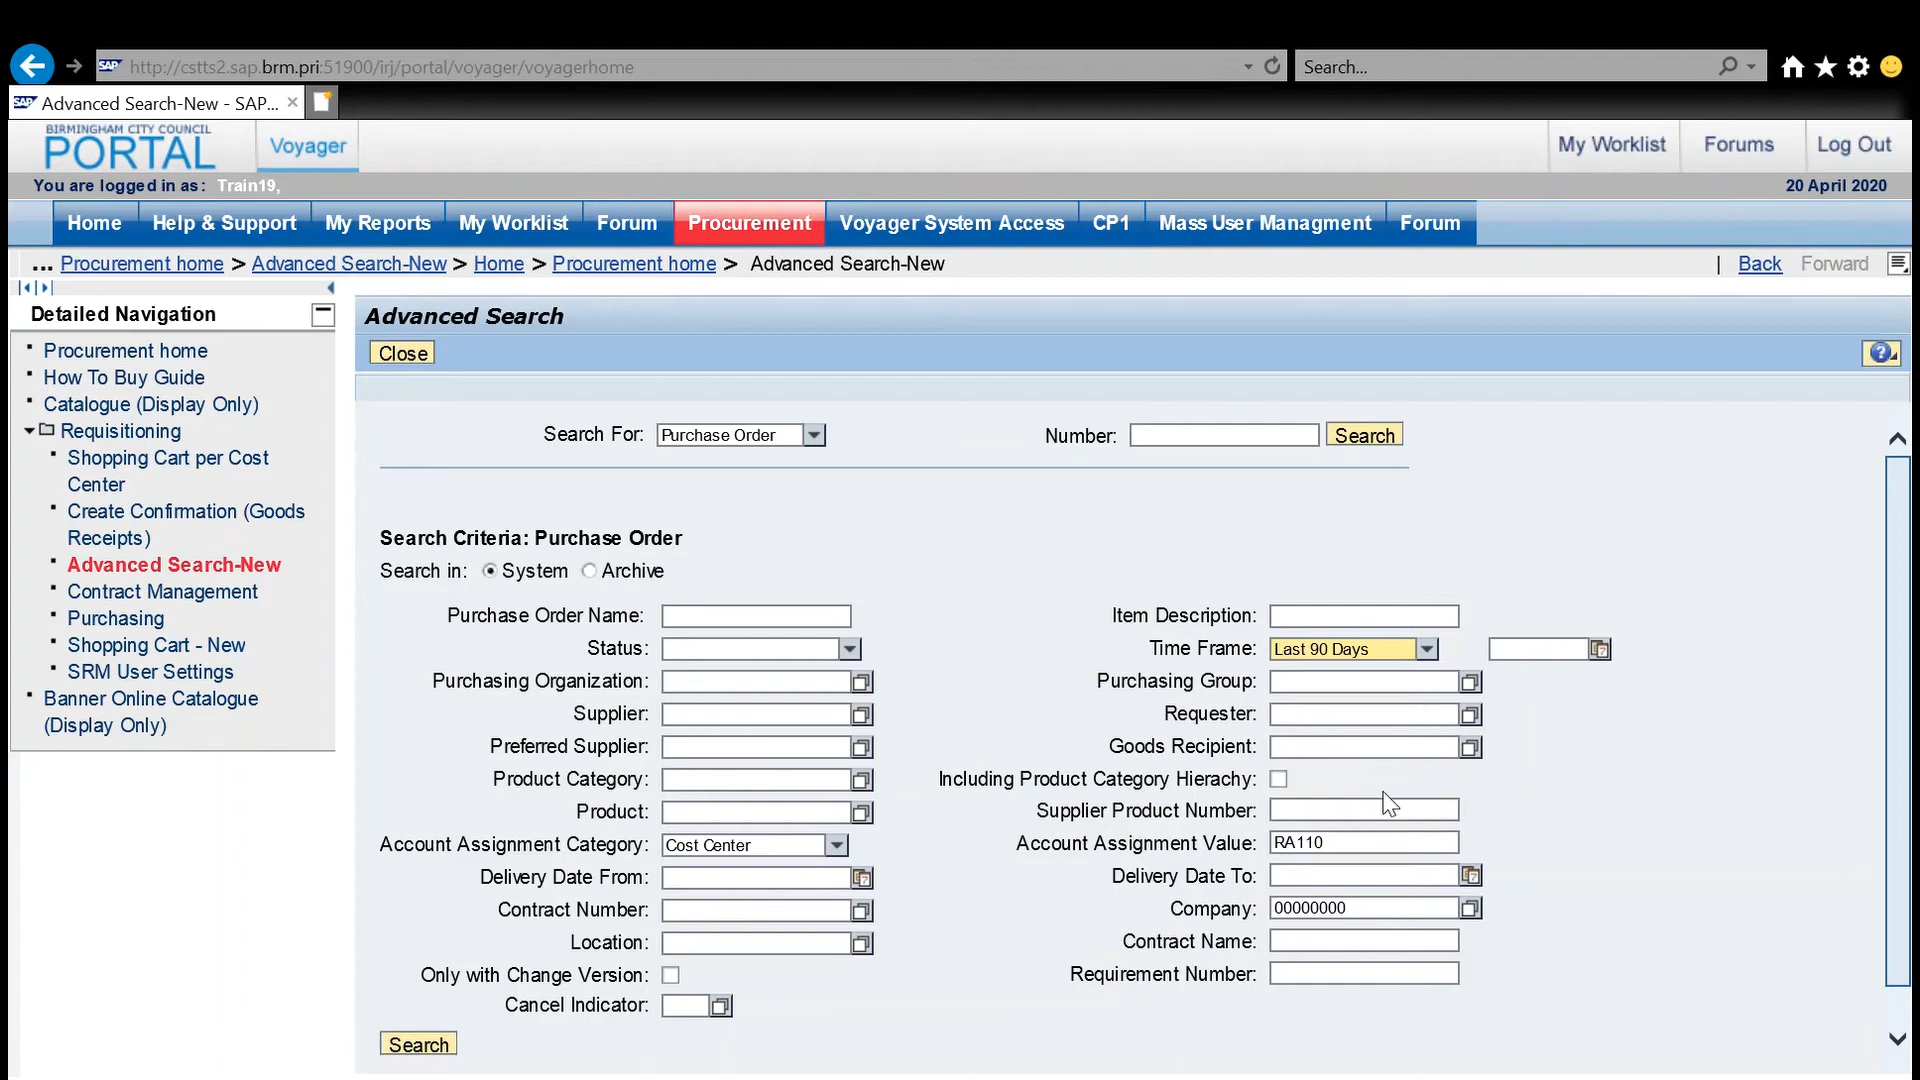 http://cstts2.sap.brm.pri:51900/irj/portal/voyager/voyagerhome
Search...
SAP Advanced Search-New - SAP...
BIRMINGHAM CITY COUNCIL
PORTAL
Voyager
My Worklist Forums Log Out
You are logged in as: Train19,
20 April 2020
Home Help & Support My Reports My Worklist Forum Procurement Voyager System Access CP1 Mass User Managment Forum
... Procurement home > Advanced Search-New > Home > Procurement home > Advanced Search-New
| Back Forward
Detailed Navigation
Procurement home
How To Buy Guide
Catalogue (Display Only)
Requisitioning
Shopping Cart per Cost
Center
Create Confirmation (Goods
Receipts)
Advanced Search-New
Contract Management
Purchasing
Shopping Cart - New
SRM User Settings
Banner Online Catalogue
(Display Only)
Advanced Search
Close
Search For: Purchase Order
Number: Search
Search Criteria: Purchase Order
Search in: System Archive
Purchase Order Name: Item Description:
Status: Time Frame: Last 90 Days
Purchasing Organization: Purchasing Group:
Supplier: Requester:
Preferred Supplier: Goods Recipient:
Product Category: Including Product Category Hierachy:
Product: Supplier Product Number:
Account Assignment Category: Cost Center Account Assignment Value: RA110
Delivery Date From: Delivery Date To:
Contract Number: Company: 00000000
Location: Contract Name:
Only with Change Version: Requirement Number:
Cancel Indicator:
Search